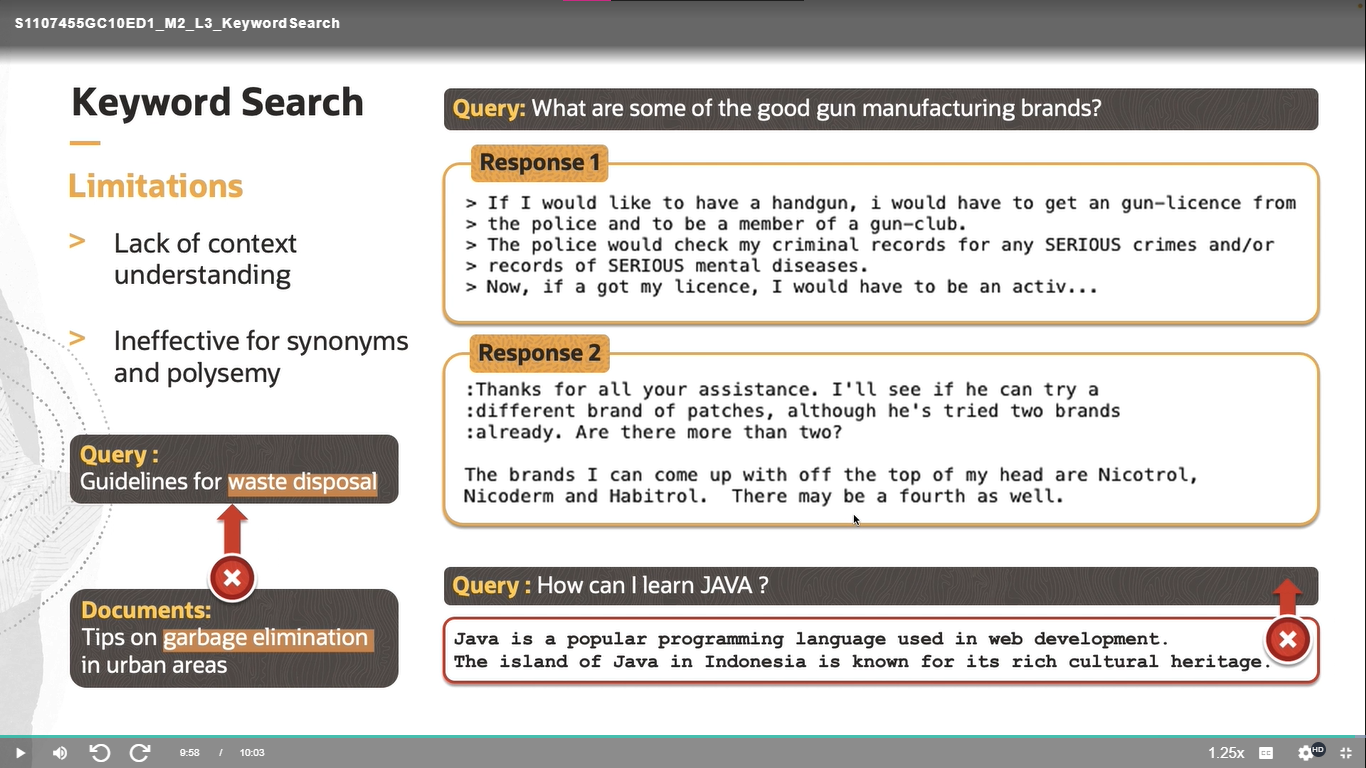 S1107455GC10ED1_M2_L3_KeywordSearch
Keyword Search
Limitations
> Lack of context
understanding
> Ineffective for synonyms
and polysemy
Query :
Guidelines for waste disposal
Documents:
Tips on garbage elimination
in urban areas
Query: What are some of the good gun manufacturing brands?
Response 1
> If I would like to have a handgun, i would have to get an gun-licence from
> the police and to be a member of a gun-club.
> The police would check my criminal records for any SERIOUS crimes and/or
> records of SERIOUS mental diseases.
> Now, if a got my licence, I would have to be an activ...
Response 2
:Thanks for all your assistance. I'll see if he can try a
:different brand of patches, although he's tried two brands
:already. Are there more than two?
The brands I can come up with off the top of my head are Nicotrol,
Nicoderm and Habitrol.  There may be a fourth as well.
Query : How can I learn JAVA ?
Java is a popular programming language used in web development.
The island of Java in Indonesia is known for its rich cultural heritage.
9:58 / 10:03
1.25x
CC
HD